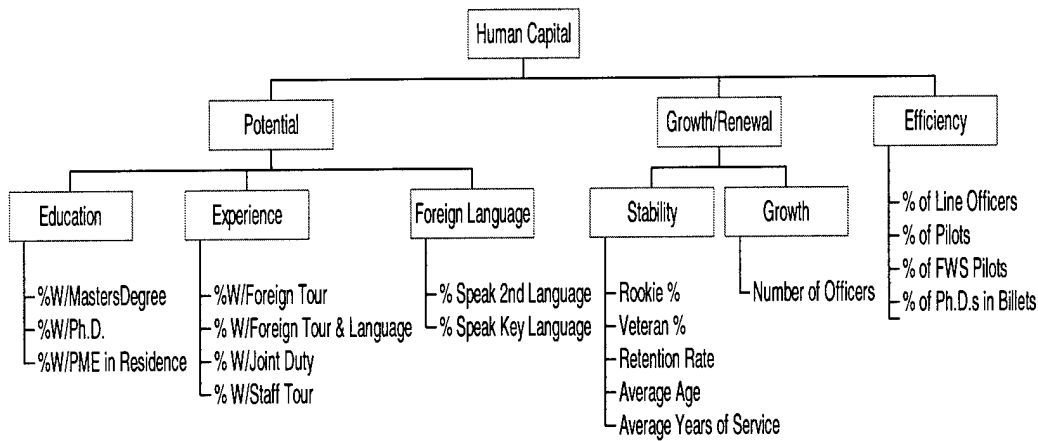 Human Capital
Potential
Growth/Renewal
Efficiency
Education
Experience
Foreign Language
Stability
Growth
%W/MastersDegree
%W/Ph.D.
%W/PME in Residence
%W/Foreign Tour
% W/Foreign Tour & Language
% W/Joint Duty
% W/Staff Tour
% Speak 2nd Language
% Speak Key Language
Rookie %
Veteran %
Retention Rate
Average Age
Average Years of Service
Number of Officers
% of Line Officers
% of Pilots
% of FWS Pilots
% of Ph.D.s in Billets